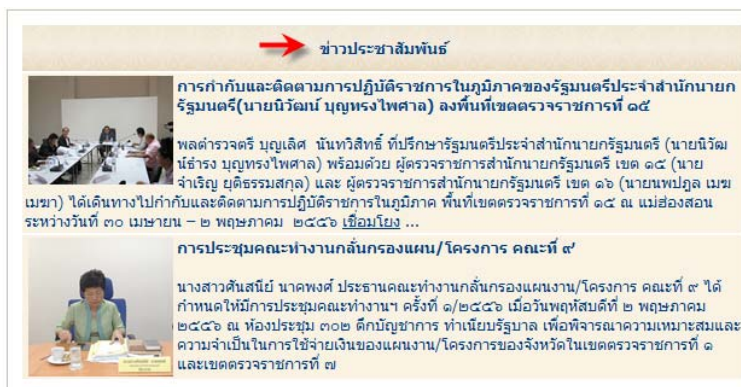 ข่าวประชาสัมพันธ์
การกำกับและติดตามการปฏิบัติราชการในภูมิภาคของรัฐมนตรีประจำสำนักนายก
รัฐมนตรี(นายนิวัฒน์ บุญทรงไพศาล) ลงพื้นที่เขตตรวจราชการที่ ๑๕
พลตำรวจตรี บุญเลิศ นันทวิสิทธิ์ ที่ปรึกษารัฐมนตรีประจำสำนักนายกรัฐมนตรี (นายนิวัฒ
น์ธำรง บุญทรงไพศาล) พร้อมด้วย ผู้ตรวจราชการสำนักนายกรัฐมนตรี เขต ๑๕ (นาย
จำเริญ ยุติธรรมสกุล) และ ผู้ตรวจราชการสำนักนายกรัฐมนตรี เขต ๑๖ (นายนนปฎล เมฆ
เมฆา) ได้เดินทางไปกำกับและติดตามการปฏิบัติราชการในภูมิภาค พื้นที่เขตตรวจราชการที่ ๑๕ ณ แม่ฮ่องสอน
ระหว่างวันที่ ๓๐ เมษายน – ๒ พฤษภาคม ๒๕๕๖ เชื่อมโยง ...
การประชุมคณะทำงานกลั่นกรองแผน/โครงการ คณะที่ ๙
นางสาวศันสนีย์ นาคพงศ์ ประธานคณะทำงานกลั่นกรองแผนงาน/โครงการ คณะที่ ๙ ได้
กำหนดให้มีการประชุมคณะทำงานฯ ครั้งที่ ๑/๒๕๕๖ เมื่อวันพฤหัสบดีที่ ๒ พฤษภาคม
๒๕๕๖ ณ ห้องประชุม ๓๐๒ ตึกบัญชาการ ทำเนียบรัฐบาล เพื่อพิจารณาความเหมาะสมและ
ความจำเป็นในการใช้จ่ายเงินของแผนงาน/โครงการของจังหวัดในเขตตรวจราชการที่ ๑
และเขตตรวจราชการที่ ๗